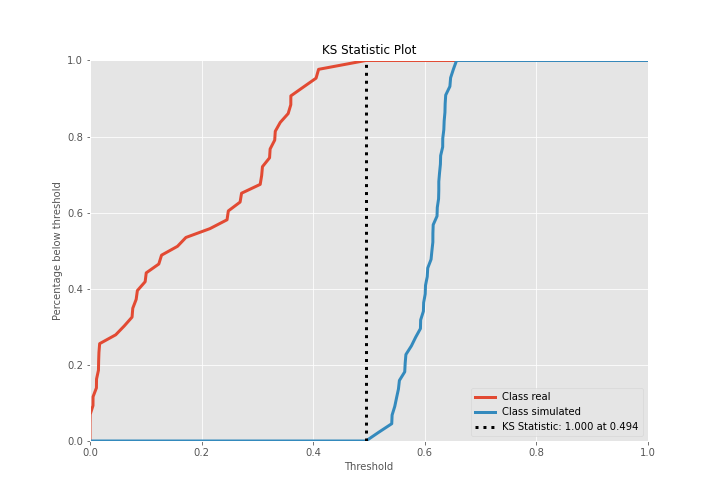 KS Statistic Plot
Percentage below threshold
1.0
0.8
0.6
0.4
0.2
0.0
0.0 0.2 0.4 0.6 0.8 1.0
Threshold
Class real
Class simulated
KS Statistic: 1.000 at 0.494